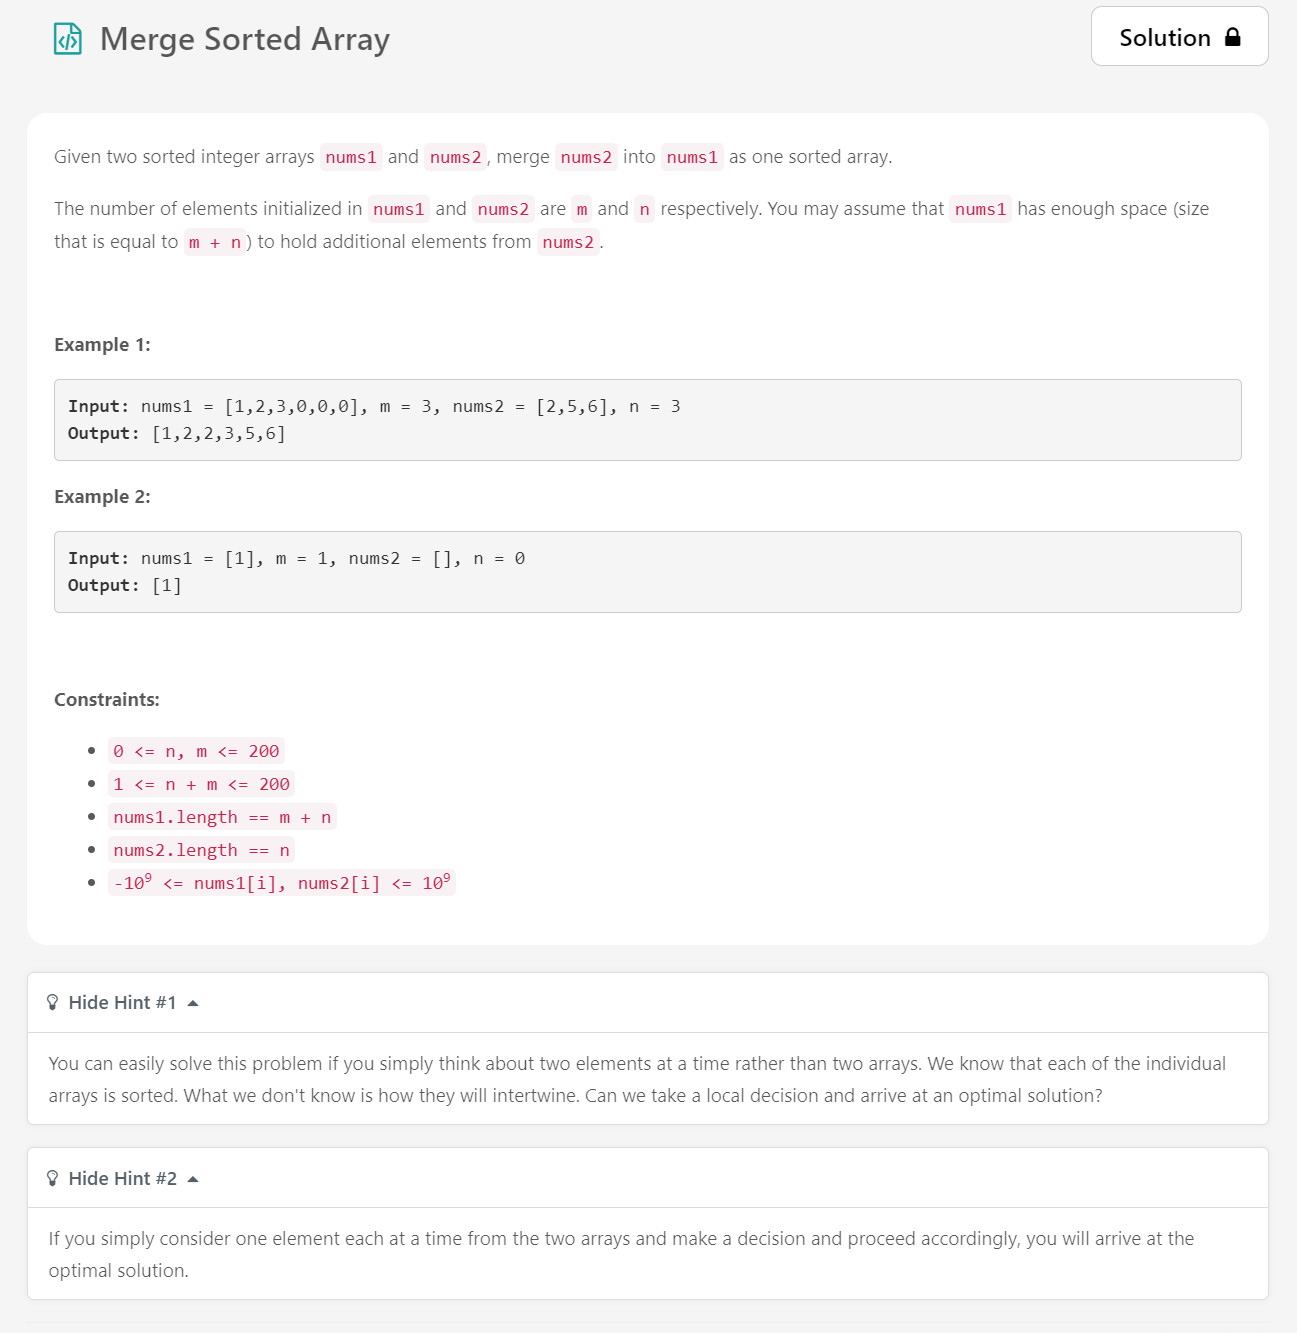 Merge Sorted Array
Solution
Given two sorted integer arrays nums1 and nums2, merge nums2 into nums1 as one sorted array.
The number of elements initialized in nums1 and nums2 are m and n respectively. You may assume that nums1 has enough space (size
that is equal to m + n) to hold additional elements from nums2.
Example 1:
Input: nums1 = [1,2,3,0,0,0], m = 3, nums2 = [2,5,6], n = 3
Output: [1,2,2,3,5,6]
Example 2:
Input: nums1 = [1], m = 1, nums2 = [], n = 0
Output: [1]
Constraints:
0 <= n, m <= 200
1 <= n + m <= 200
nums1.length == m + n
nums2.length == n
-10⁹ <= nums1[i], nums2[i] <= 10⁹
Hide Hint #1
You can easily solve this problem if you simply think about two elements at a time rather than two arrays. We know that each of the individual
arrays is sorted. What we don't know is how they will intertwine. Can we take a local decision and arrive at an optimal solution?
Hide Hint #2
If you simply consider one element each at a time from the two arrays and make a decision and proceed accordingly, you will arrive at the
optimal solution.